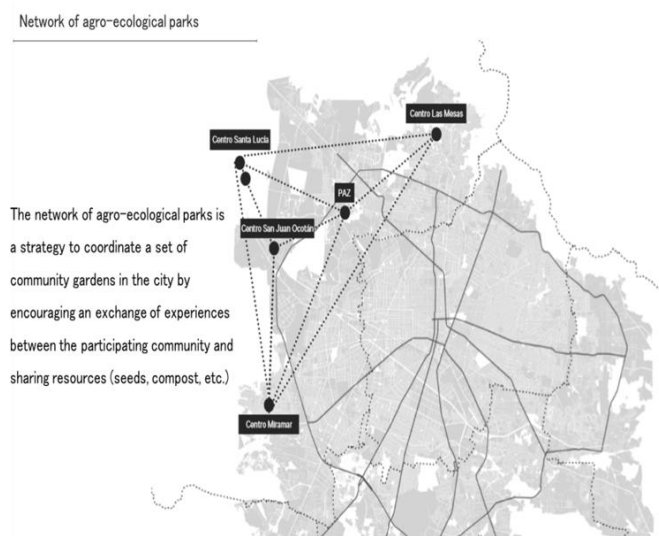 Network of agro-ecological parks
Centro Las Mesas
Centro Santa Lucía
PAZ
The network of agro-ecological parks is
Centro San Juan Ocotán
a strategy to coordinate a set of
community gardens in the city by
encouraging an exchange of experiences
between the participating community and
sharing resources (seeds, compost, etc.)
Centro Miramar